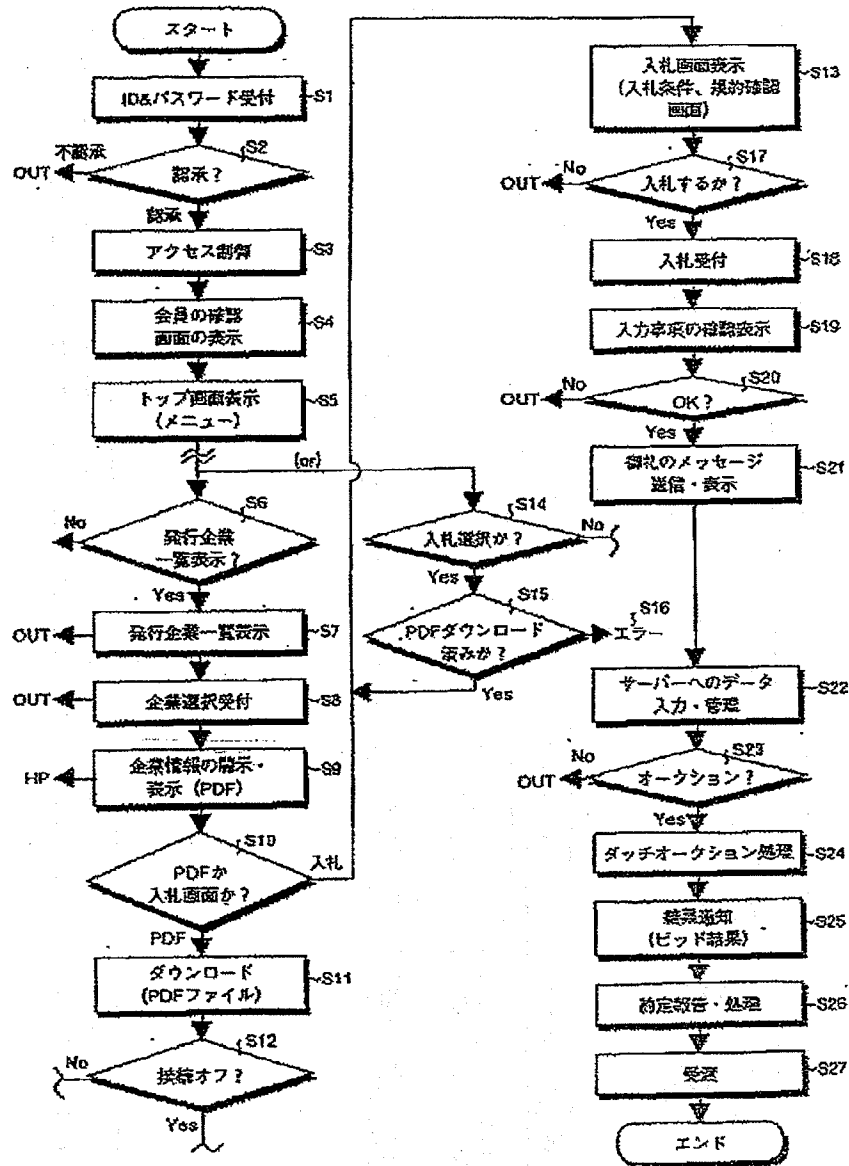 スタート
ID&パスワード受付
S1
S2
不認承
OUT
認承？
認承
アクセス制御
S3
会員の確認
画面の表示
S4
トップ画面表示
(メニュー)
S5
(or)
S6
No
発行企業
一覧表示？
Yes
OUT
発行企業一覧表示
S7
OUT
企業選択受付
S8
HP
企業情報の開示・
表示（PDF）
S9
S10
入札
PDFか
入札画面か？
PDF
ダウンロード
(PDFファイル)
S11
S12
No
接続オフ？
Yes
S14
入札選択か？
No
Yes
S15
PDFダウンロード
済みか？
S16
エラー
Yes
入札画面表示
(入札条件、規約確認
画面)
S13
S17
No
OUT
入札するか？
Yes
入札受付
S18
入力事項の確認表示
S19
S20
No
OUT
OK？
Yes
御礼のメッセージ
送信・表示
S21
サーバーへのデータ
入力・管理
S22
S23
No
OUT
オークション？
Yes
ダッチオークション処理
S24
結果通知
(ビッド結果)
S25
約定報告・処理
S26
受渡
S27
エンド